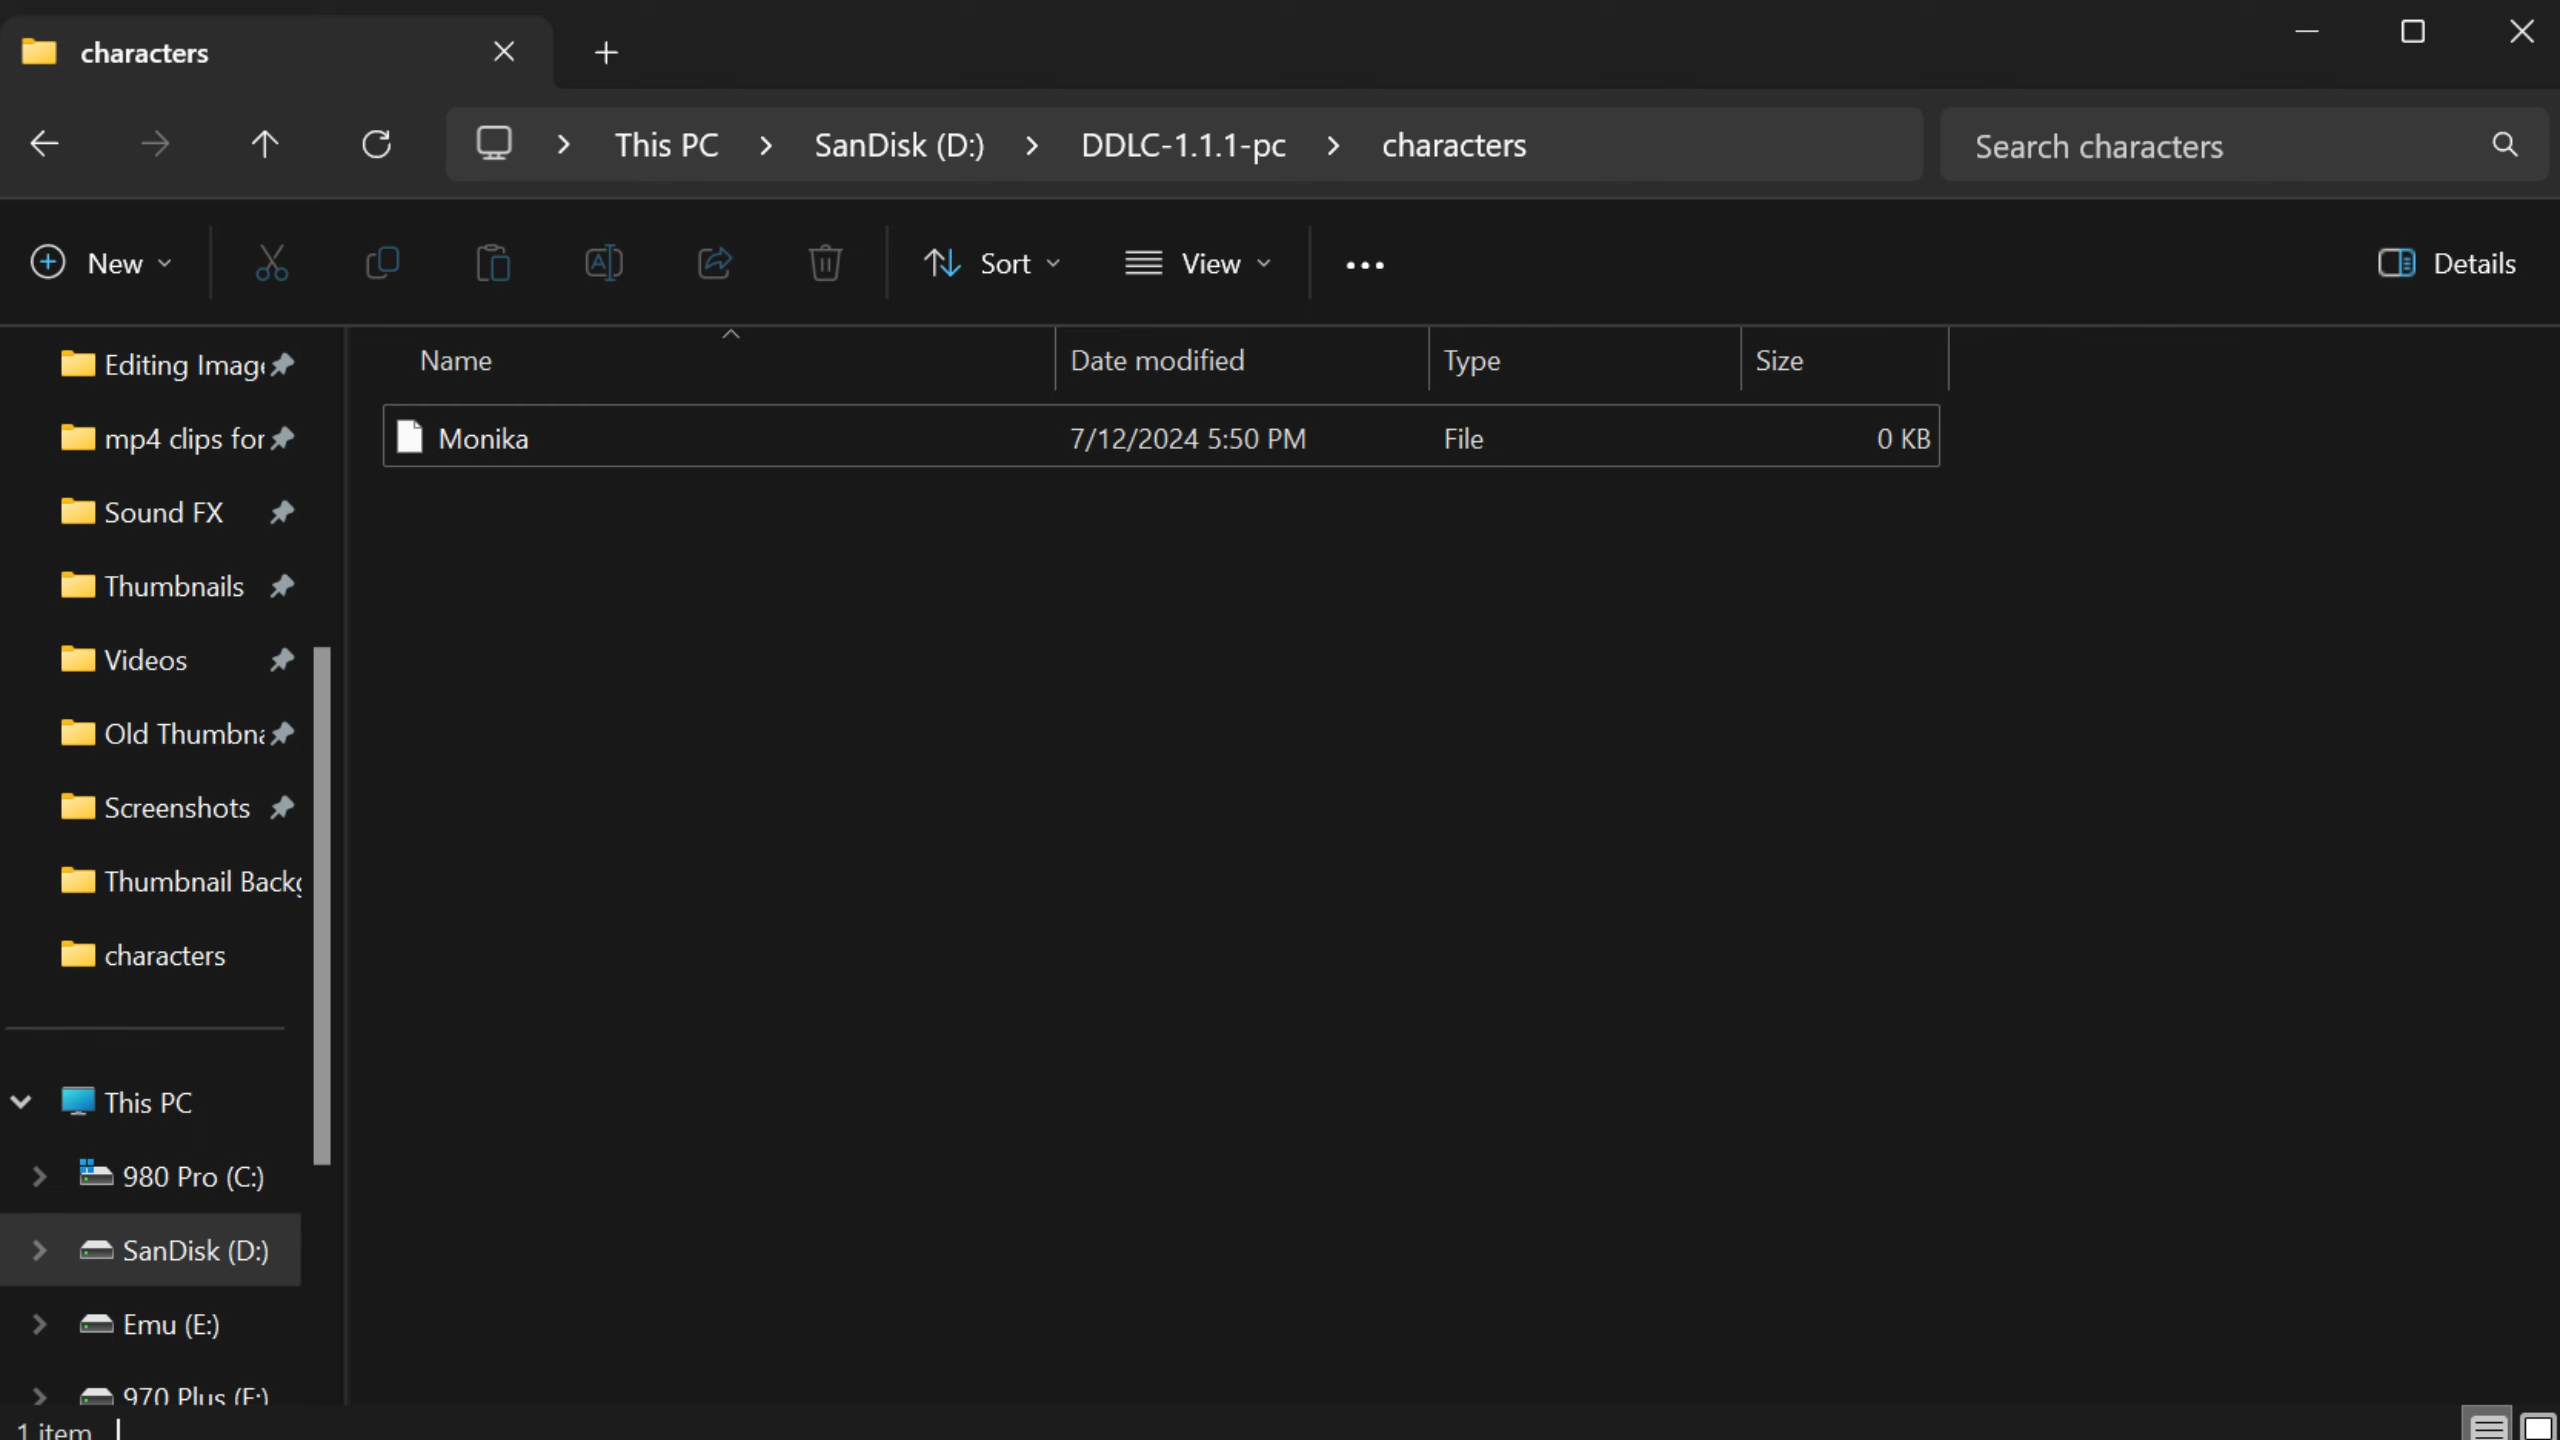 characters
This PC > SanDisk (D:) > DDLC-1.1.1-pc > characters
Search characters
New
Sort
View
Details
Name
Date modified
Type
Size
Monika
7/12/2024 5:50 PM
File
0 KB
Editing Imag
mp4 clips for
Sound FX
Thumbnails
Videos
Old Thumbna
Screenshots
Thumbnail Backg
characters
This PC
980 Pro (C:)
SanDisk (D:)
Emu (E:)
970 Plus (F:)
1 item